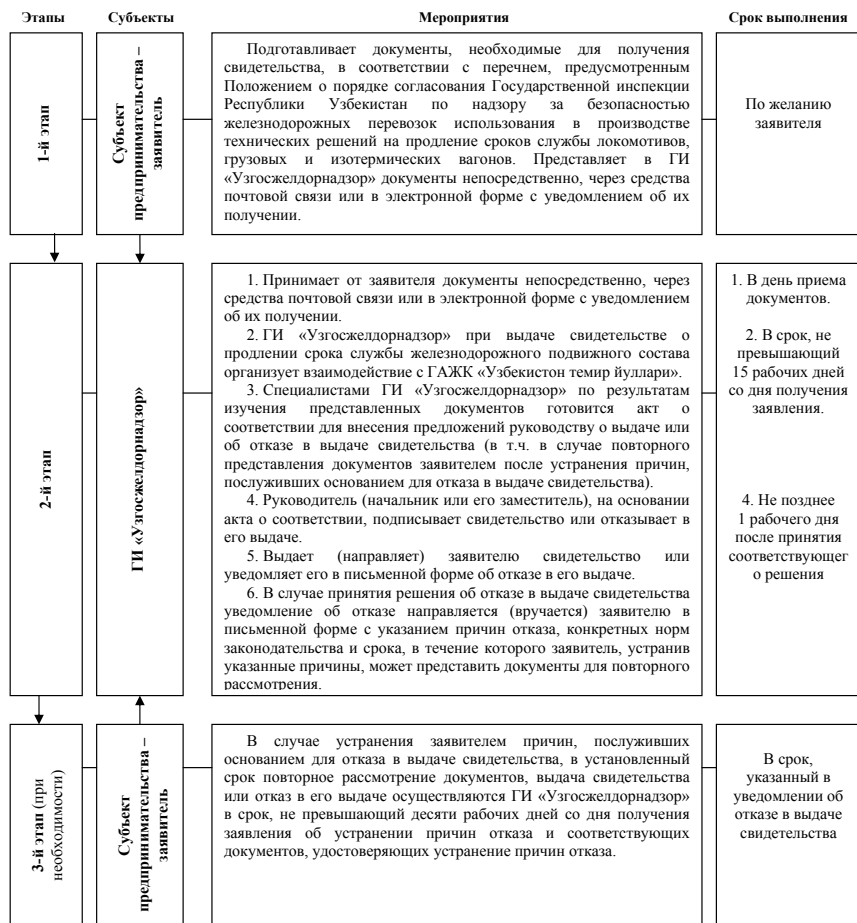 Этапы Субъекты Мероприятия Срок выполнения
1-й этап
Субъект
предпринимательства –
заявитель
Подготавливает документы, необходимые для получения
свидетельства, в соответствии с перечнем, предусмотренным
Положением о порядке согласования Государственной инспекции
Республики Узбекистан по надзору за безопасностью
железнодорожных перевозок использования в производстве
технических решений на продление сроков службы локомотивов,
грузовых и изотермических вагонов. Представляет в ГИ
«Узгосжелдорнадзор» документы непосредственно, через средства
почтовой связи или в электронной форме с уведомлением об их
получении.
По желанию
заявителя
2-й этап
ГИ «Узгосжелдорнадзор»
1. Принимает от заявителя документы непосредственно, через
средства почтовой связи или в электронной форме с уведомлением
об их получении.
2. ГИ «Узгосжелдорнадзор» при выдаче свидетельстве о
продлении срока службы железнодорожного подвижного состава
организует взаимодействие с ГАЖК «Узбекистон темир йуллари».
3. Специалистами ГИ «Узгосжелдорнадзор» по результатам
изучения представленных документов готовится акт о
соответствии для внесения предложений руководству о выдаче или
об отказе в выдаче свидетельства (в т.ч. в случае повторного
представления документов заявителем после устранения причин,
послуживших основанием для отказа в выдаче свидетельства).
4. Руководитель (начальник или его заместитель), на основании
акта о соответствии, подписывает свидетельство или отказывает в
его выдаче.
5. Выдает (направляет) заявителю свидетельство или
уведомляет его в письменной форме об отказе в его выдаче.
6. В случае принятия решения об отказе в выдаче свидетельства
уведомление об отказе направляется (вручается) заявителю в
письменной форме с указанием причин отказа, конкретных норм
законодательства и срока, в течение которого заявитель, устранив
указанные причины, может представить документы для повторного
рассмотрения.
1. В день приема
документов.
2. В срок, не
превышающий
15 рабочих дней
со дня получения
заявления.
4. Не позднее
1 рабочего дня
после принятия
соответствующег
о решения
3-й этап (при
необходимости)
Субъект
предпринимательства –
заявитель
В случае устранения заявителем причин, послуживших
основанием для отказа в выдаче свидетельства, в установленный
срок повторное рассмотрение документов, выдача свидетельства
или отказ в его выдаче осуществляются ГИ «Узгосжелдорнадзор»
в срок, не превышающий десяти рабочих дней со дня получения
заявления об устранении причин отказа и соответствующих
документов, удостоверяющих устранение причин отказа.
В срок,
указанный в
уведомлении об
отказе в выдаче
свидетельства